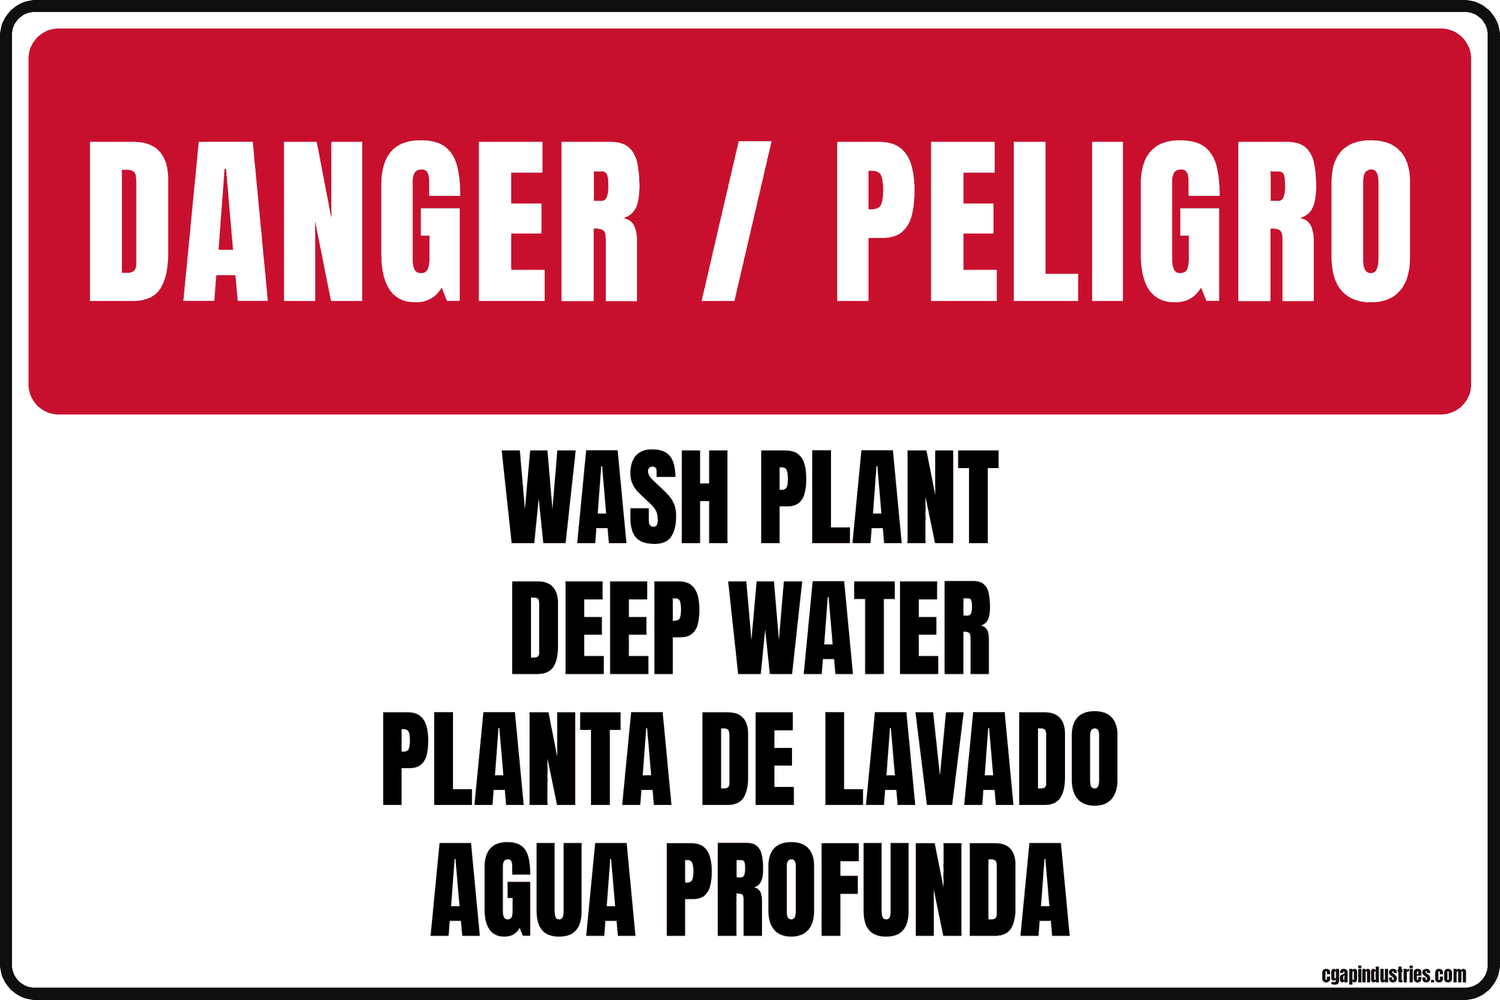 DANGER / PELIGRO
WASH PLANT
DEEP WATER
PLANTA DE LAVADO
AGUA PROFUNDA
cgapindustries.com